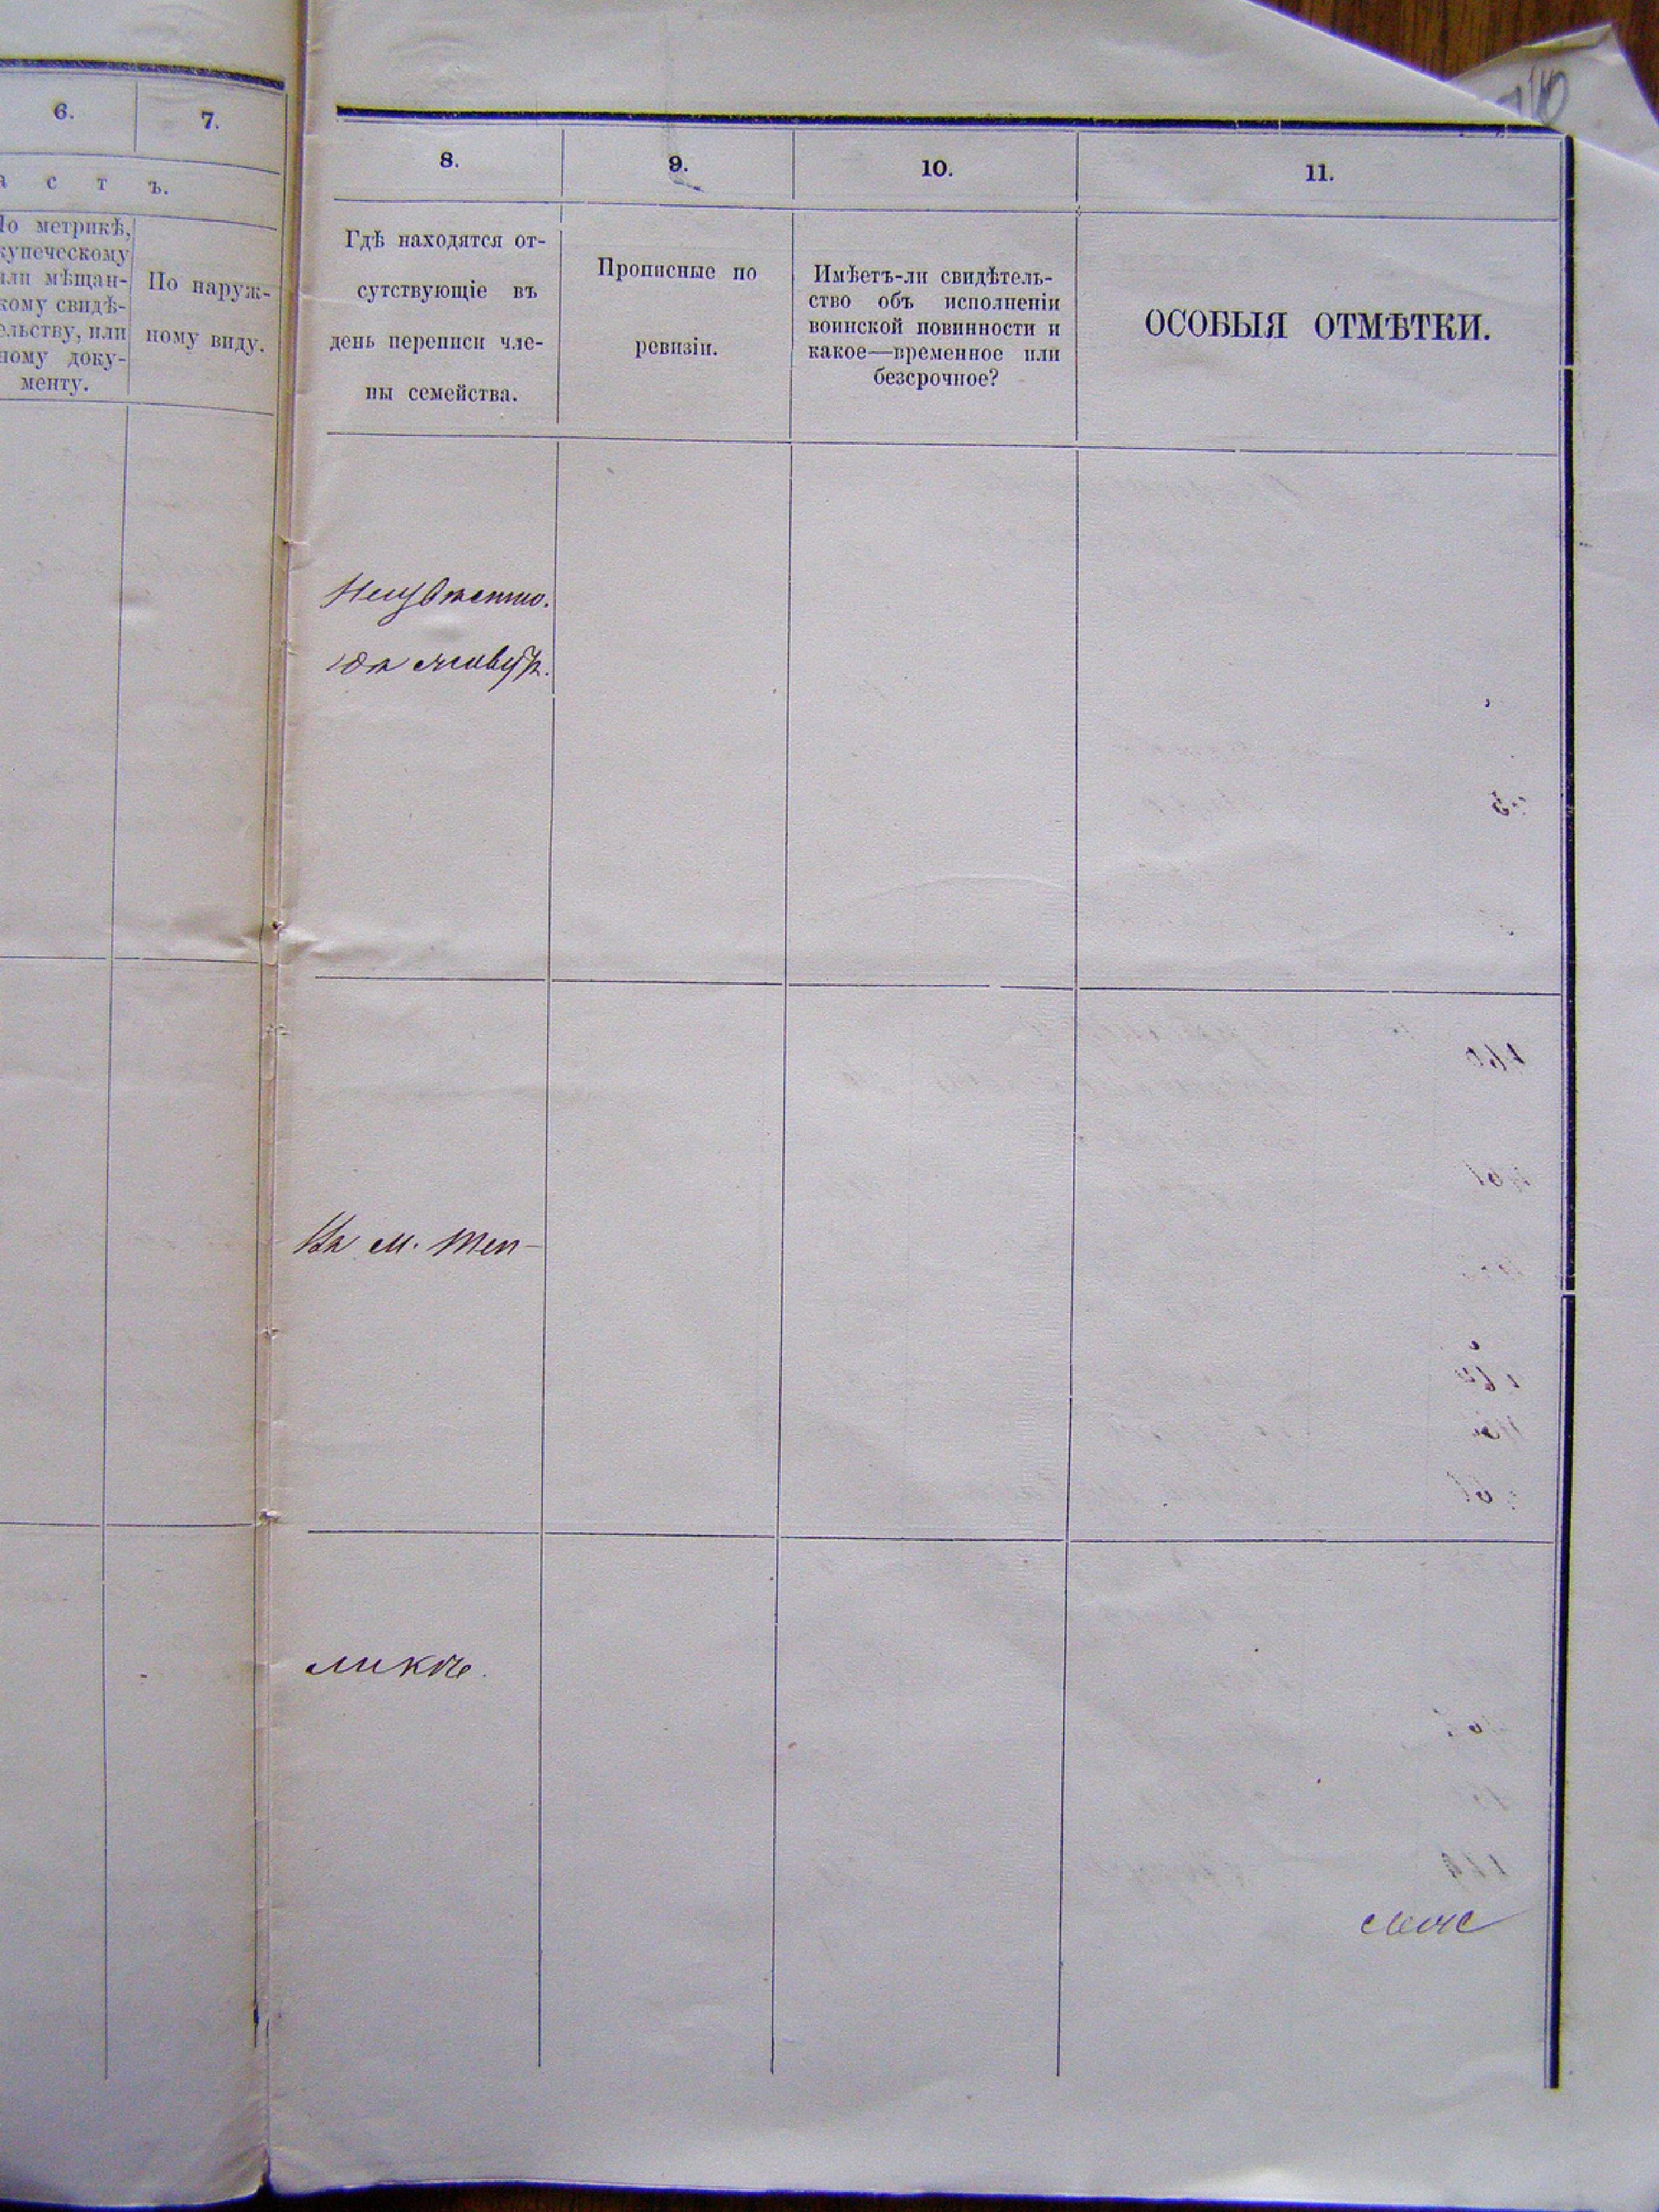 6.
7.
а с т ъ.
По метрикѣ,
купеческому
или мѣщан-
скому свидѣ-
тельству, или
ному доку-
менту.
По наруж-
ному виду.
8.
9.
10.
11.
Гдѣ находятся от-
сутствующіе въ
день переписи чле-
ны семейства.
Прописные по
ревизіи.
Имѣетъ-ли свидѣтель-
ство объ исполненіи
воинской повинности и
какое—временное или
безсрочное?
ОСОБЫЯ ОТМѢТКИ.
Неизвѣстно.
Въ м. Теп-
ликѣ.